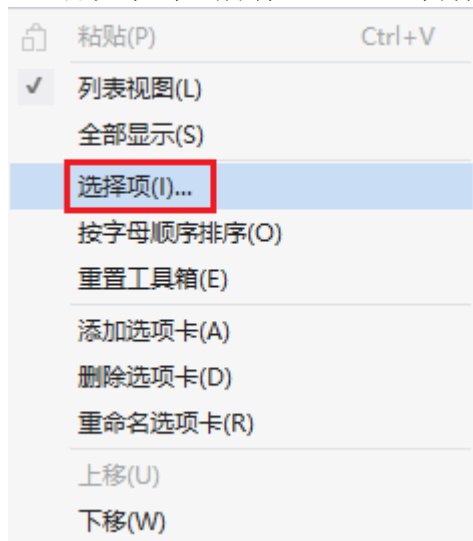 粘贴(P) Ctrl+V
列表视图(L)
全部显示(S)
选择项(I)...
按字母顺序排序(O)
重置工具箱(E)
添加选项卡(A)
删除选项卡(D)
重命名选项卡(R)
上移(U)
下移(W)